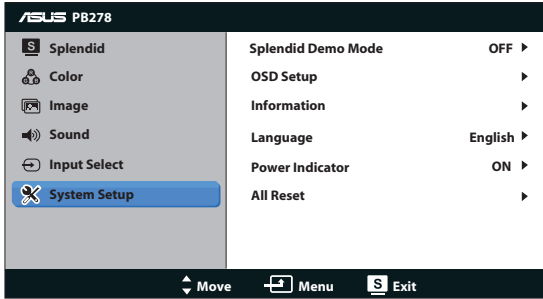 ASUS PB278
S Splendid
Color
Image
Sound
Input Select
System Setup
Splendid Demo Mode OFF
OSD Setup
Information
Language English
Power Indicator ON
All Reset
Move Menu S Exit